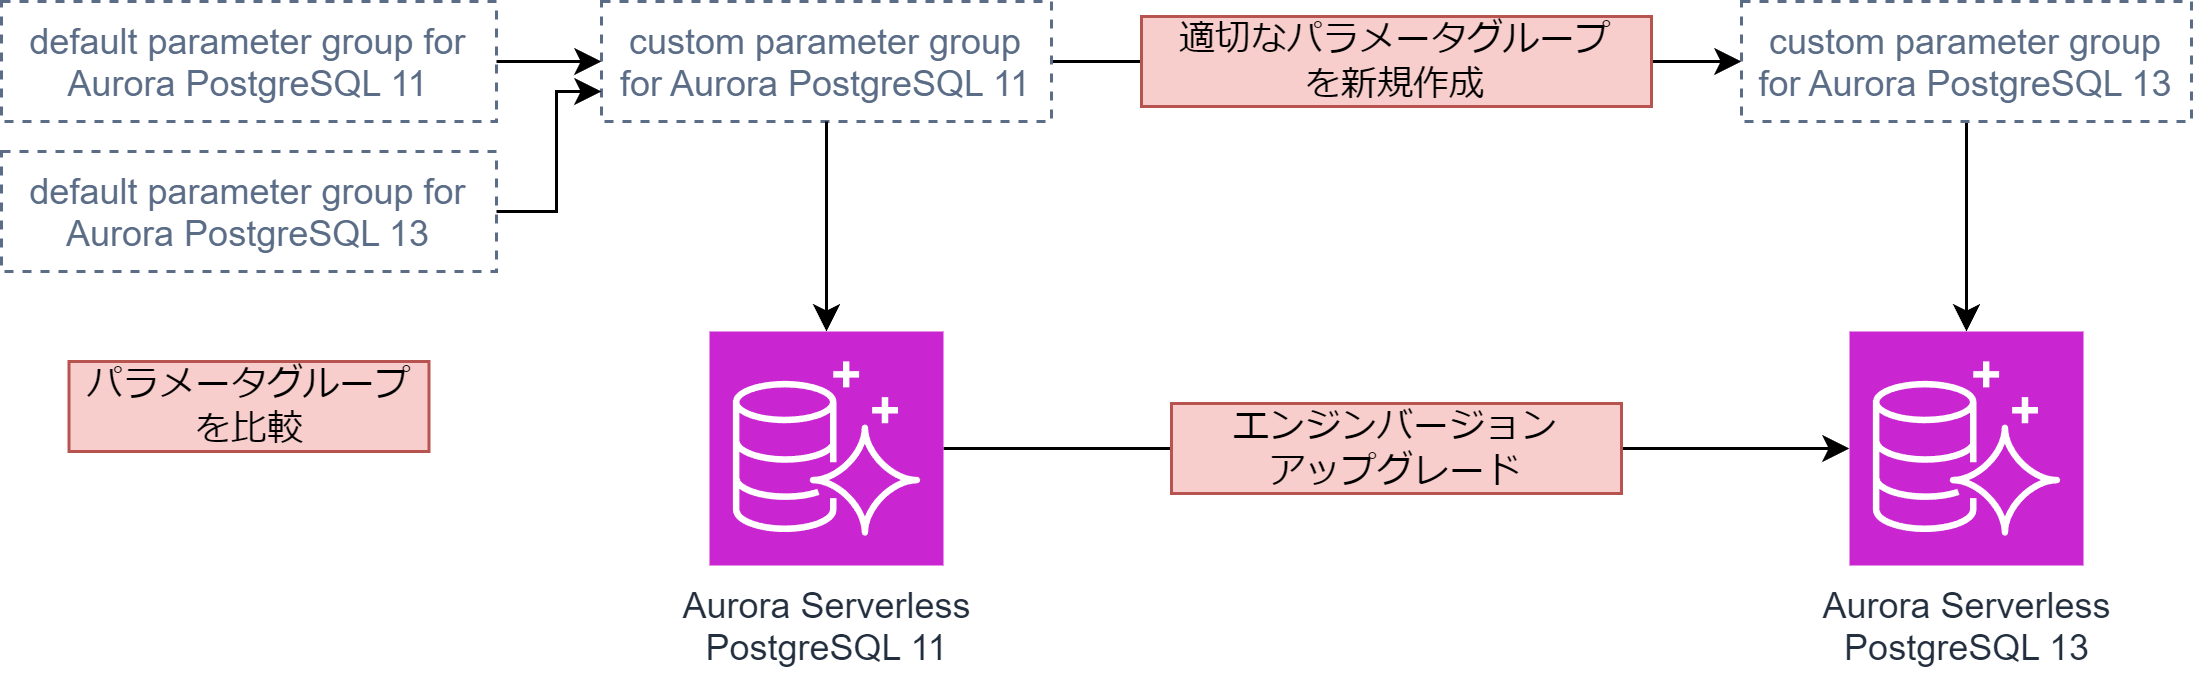 default parameter group for
Aurora PostgreSQL 11
custom parameter group
for Aurora PostgreSQL 11
適切なパラメータグループ
を新規作成
custom parameter group
for Aurora PostgreSQL 13
default parameter group for
Aurora PostgreSQL 13
パラメータグループ
を比較
エンジンバージョン
アップグレード
Aurora Serverless
PostgreSQL 11
Aurora Serverless
PostgreSQL 13